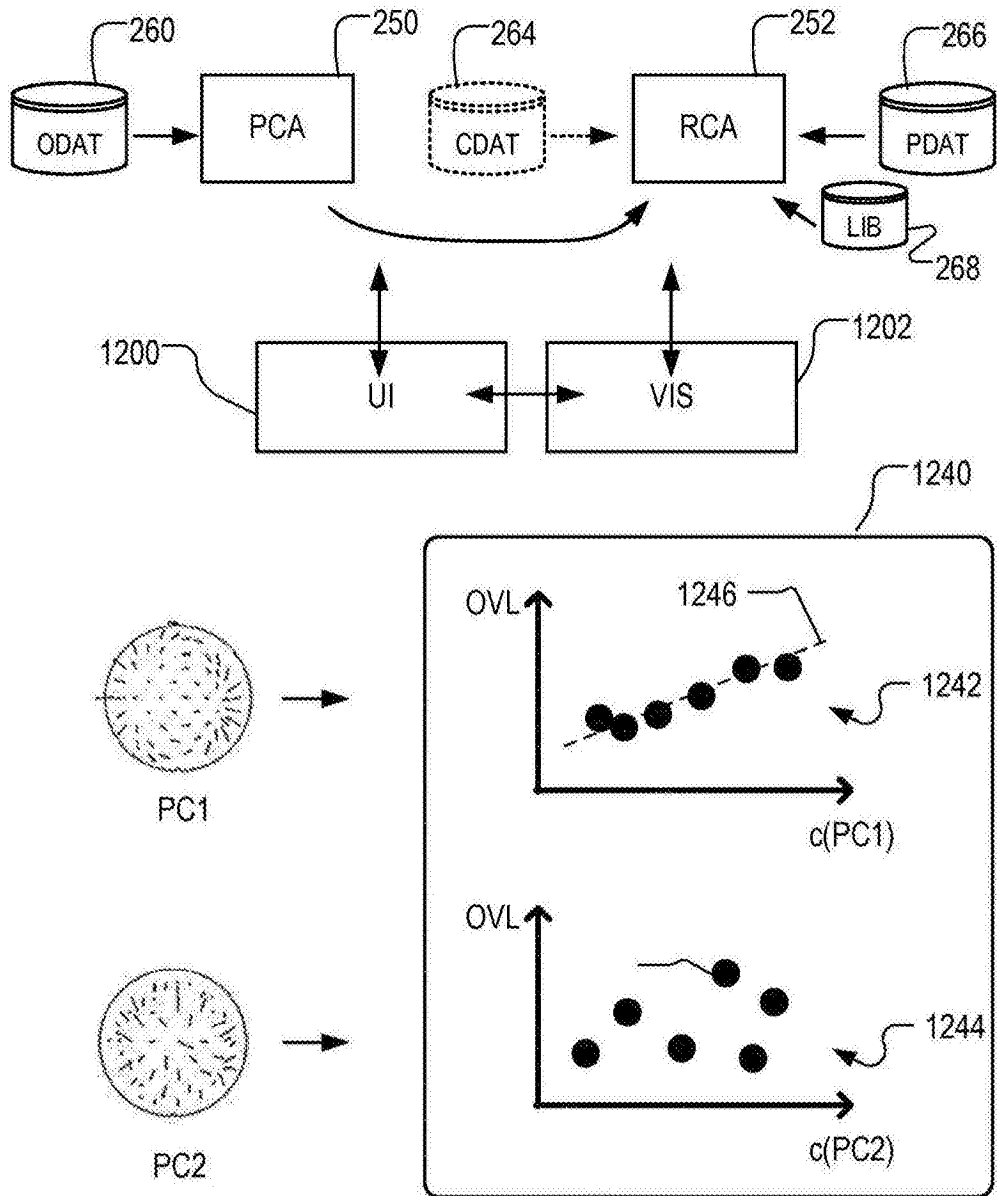 260
250
264
252
266
ODAT
PCA
CDAT
RCA
PDAT
LIB
268
1200
1202
UI
VIS
1240
OVL
1246
1242
PC1
c(PC1)
OVL
1244
PC2
c(PC2)